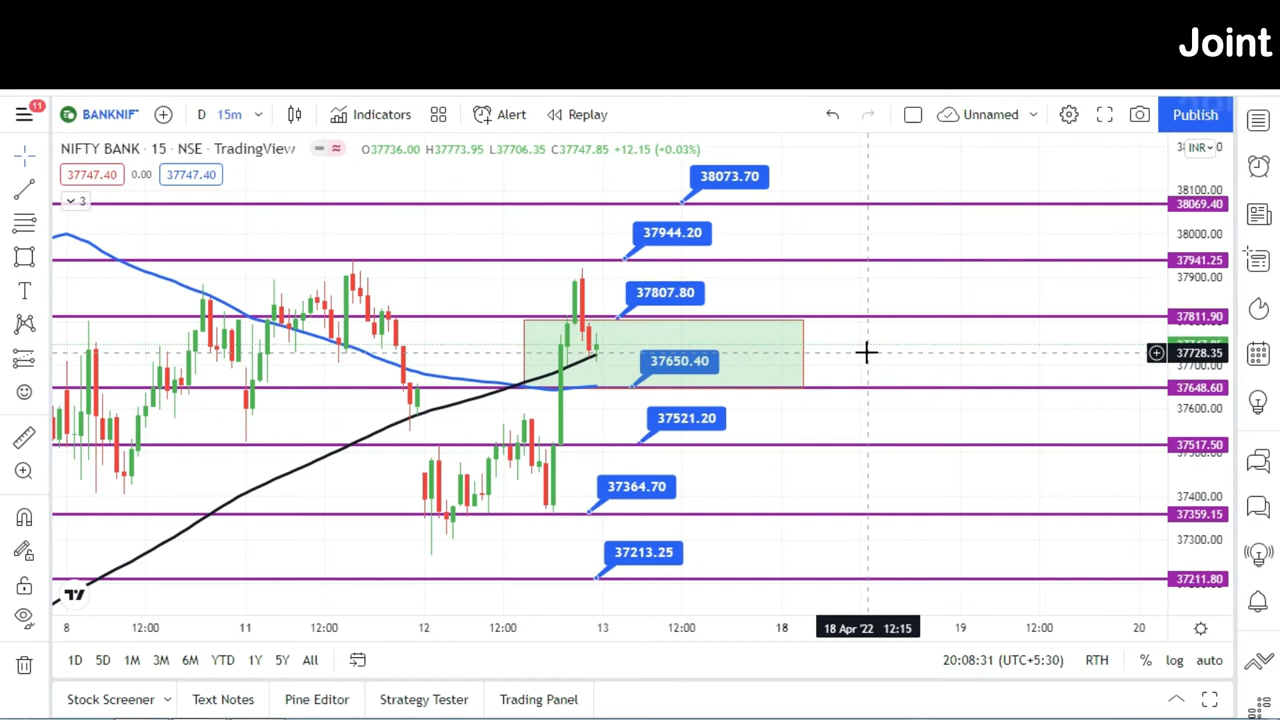 Joint
11
BANKNIF
D
15m
Indicators
Alert
Replay
Unnamed
Publish
NIFTY BANK · 15 · NSE · TradingView
O37736.00 H37773.95 L37706.35 C37747.85 +12.15 (+0.03%)
INR
37747.40
0.00
37747.40
3
38073.70
37944.20
37807.80
37650.40
37521.20
37364.70
37213.25
38100.00
38069.40
38000.00
37941.25
37900.00
37811.90
37728.35
37648.60
37600.00
37517.50
37400.00
37359.15
37300.00
37211.80
8
12:00
11
12:00
12
12:00
13
12:00
18
18 Apr '22 12:15
19
12:00
20
1D 5D 1M 3M 6M YTD 1Y 5Y All
20:08:31 (UTC+5:30)
RTH
%
log
auto
Stock Screener
Text Notes
Pine Editor
Strategy Tester
Trading Panel